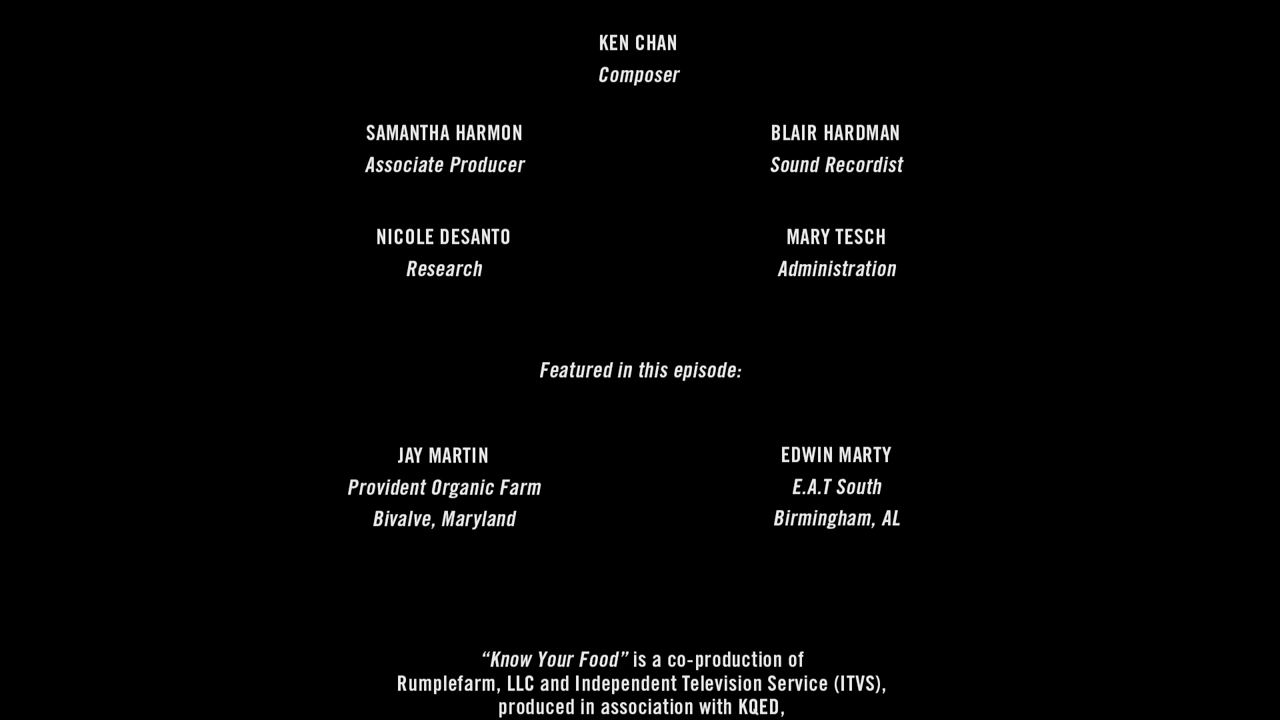 KEN CHAN
Composer
SAMANTHA HARMON
Associate Producer
BLAIR HARDMAN
Sound Recordist
NICOLE DESANTO
Research
MARY TESCH
Administration
Featured in this episode:
JAY MARTIN
Provident Organic Farm
Bivalve, Maryland
EDWIN MARTY
E.A.T South
Birmingham, AL
“Know Your Food” is a co-production of
Rumplefarm, LLC and Independent Television Service (ITVS),
produced in association with KQED,